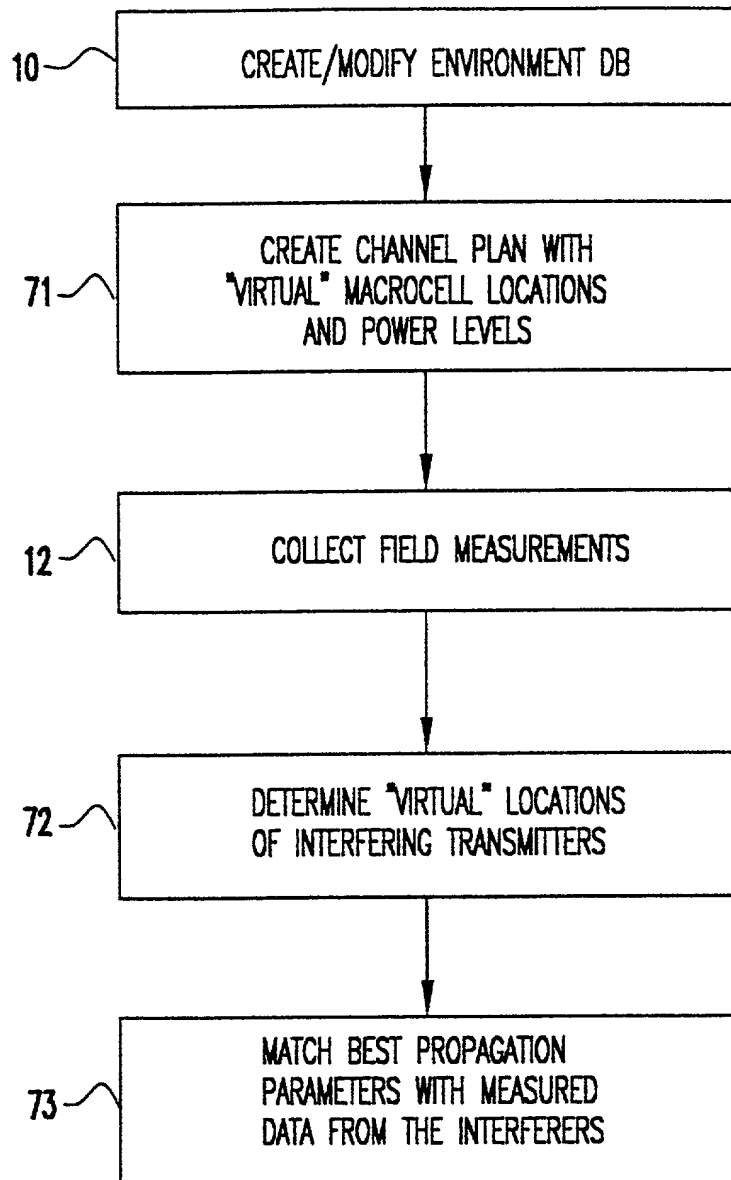 10
CREATE/MODIFY ENVIRONMENT DB
71
CREATE CHANNEL PLAN WITH
"VIRTUAL" MACROCELL LOCATIONS
AND POWER LEVELS
12
COLLECT FIELD MEASUREMENTS
72
DETERMINE "VIRTUAL" LOCATIONS
OF INTERFERING TRANSMITTERS
73
MATCH BEST PROPAGATION
PARAMETERS WITH MEASURED
DATA FROM THE INTERFERERS